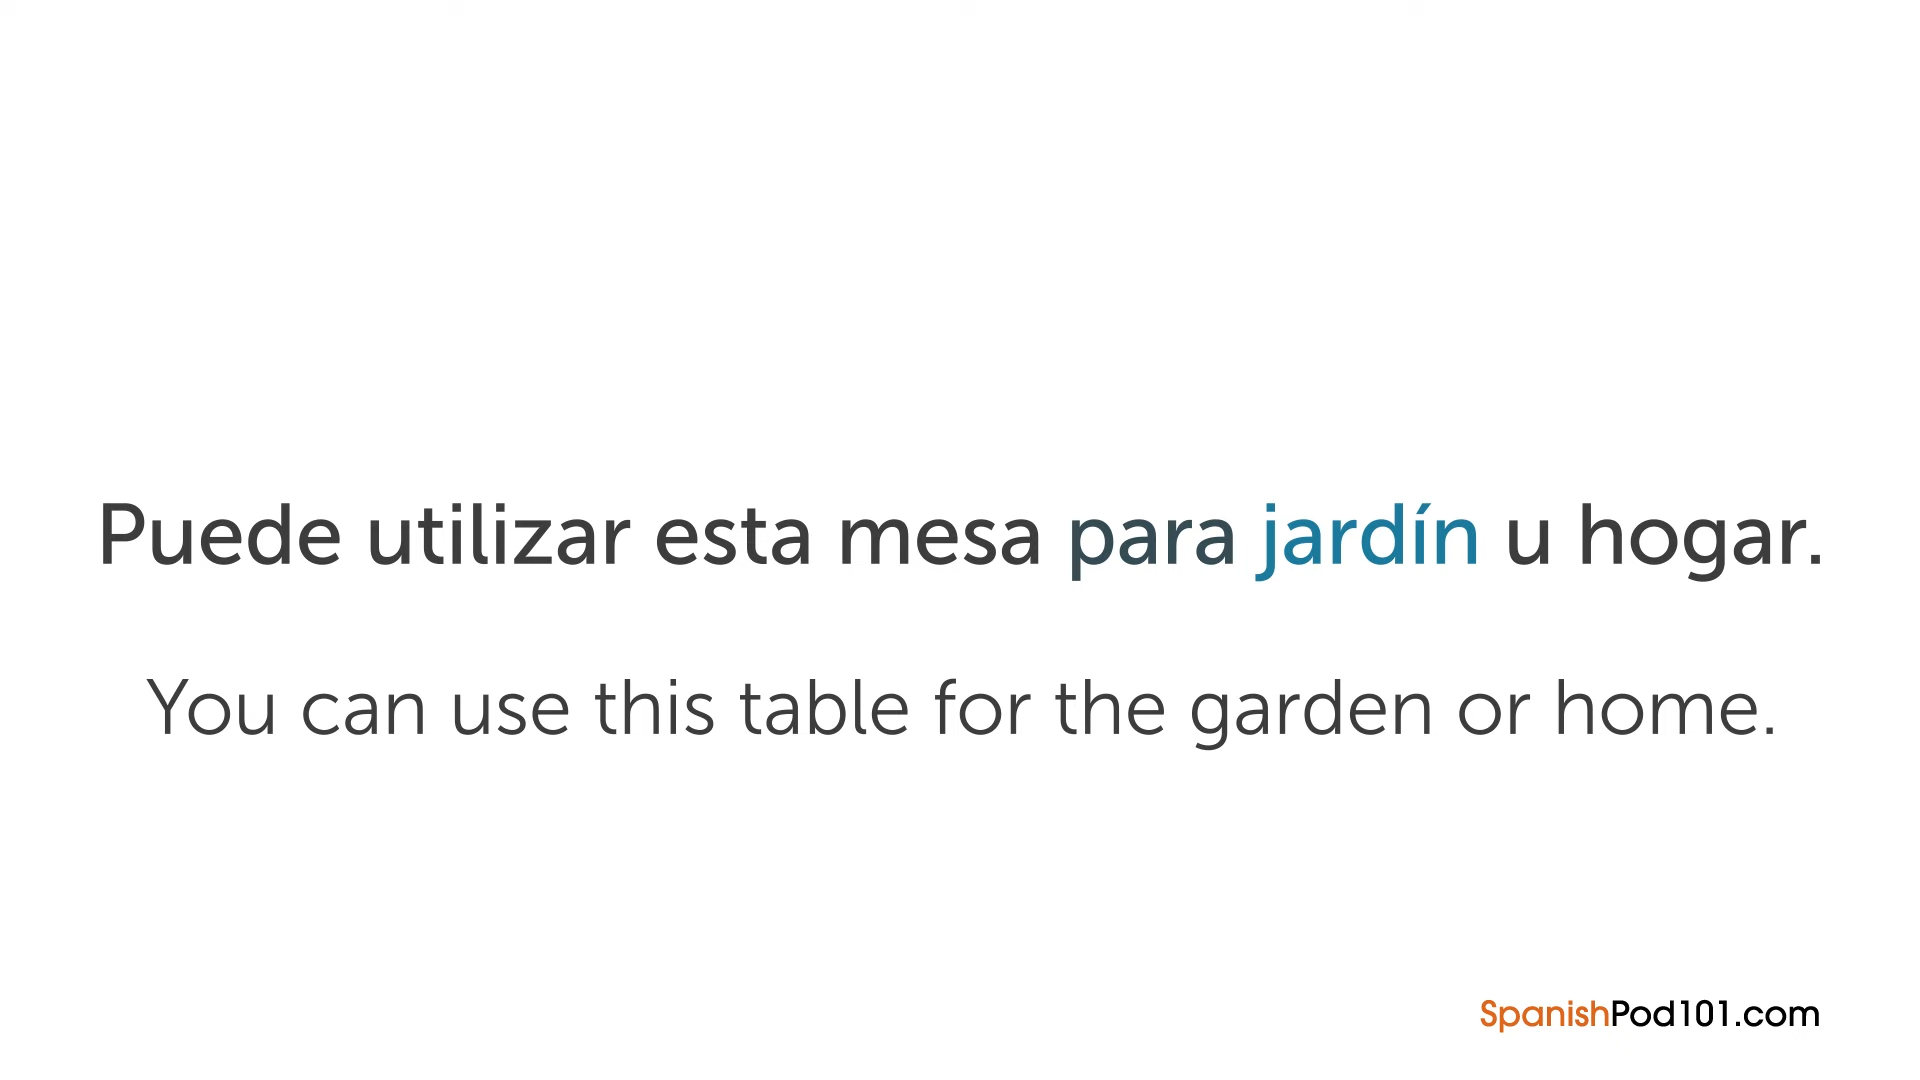 Puede utilizar esta mesa para jardín u hogar.
You can use this table for the garden or home.
SpanishPod101.com